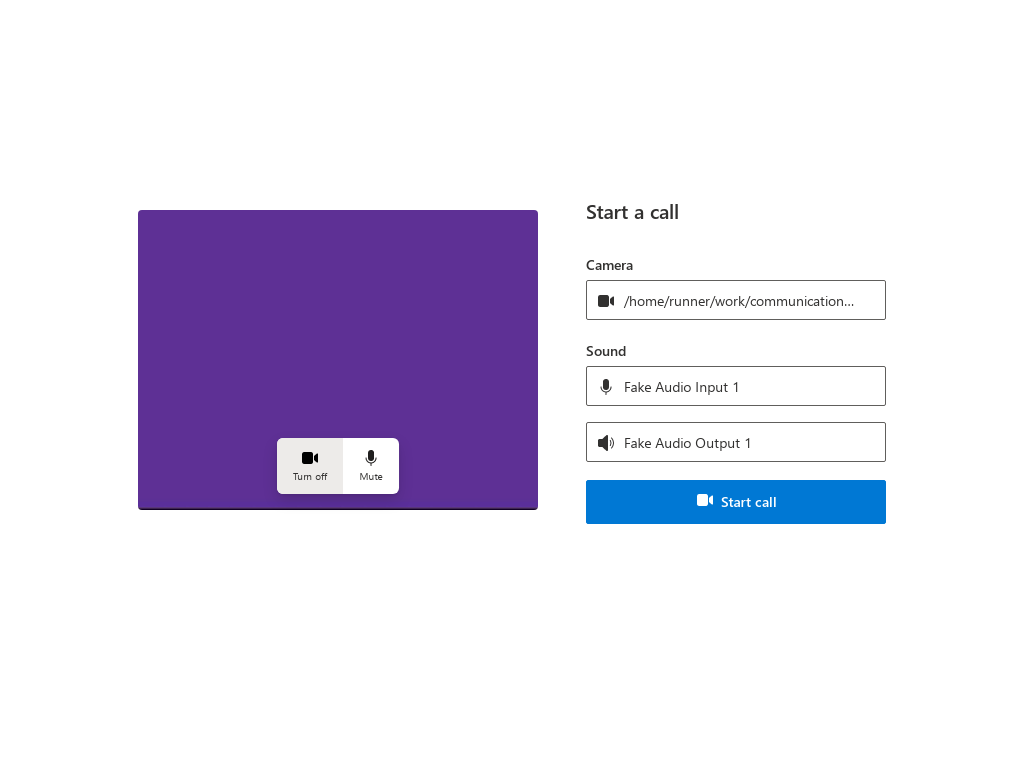 Start a call
Camera
/home/runner/work/communication...
Sound
Fake Audio Input 1
Fake Audio Output 1
Turn off
Mute
Start call